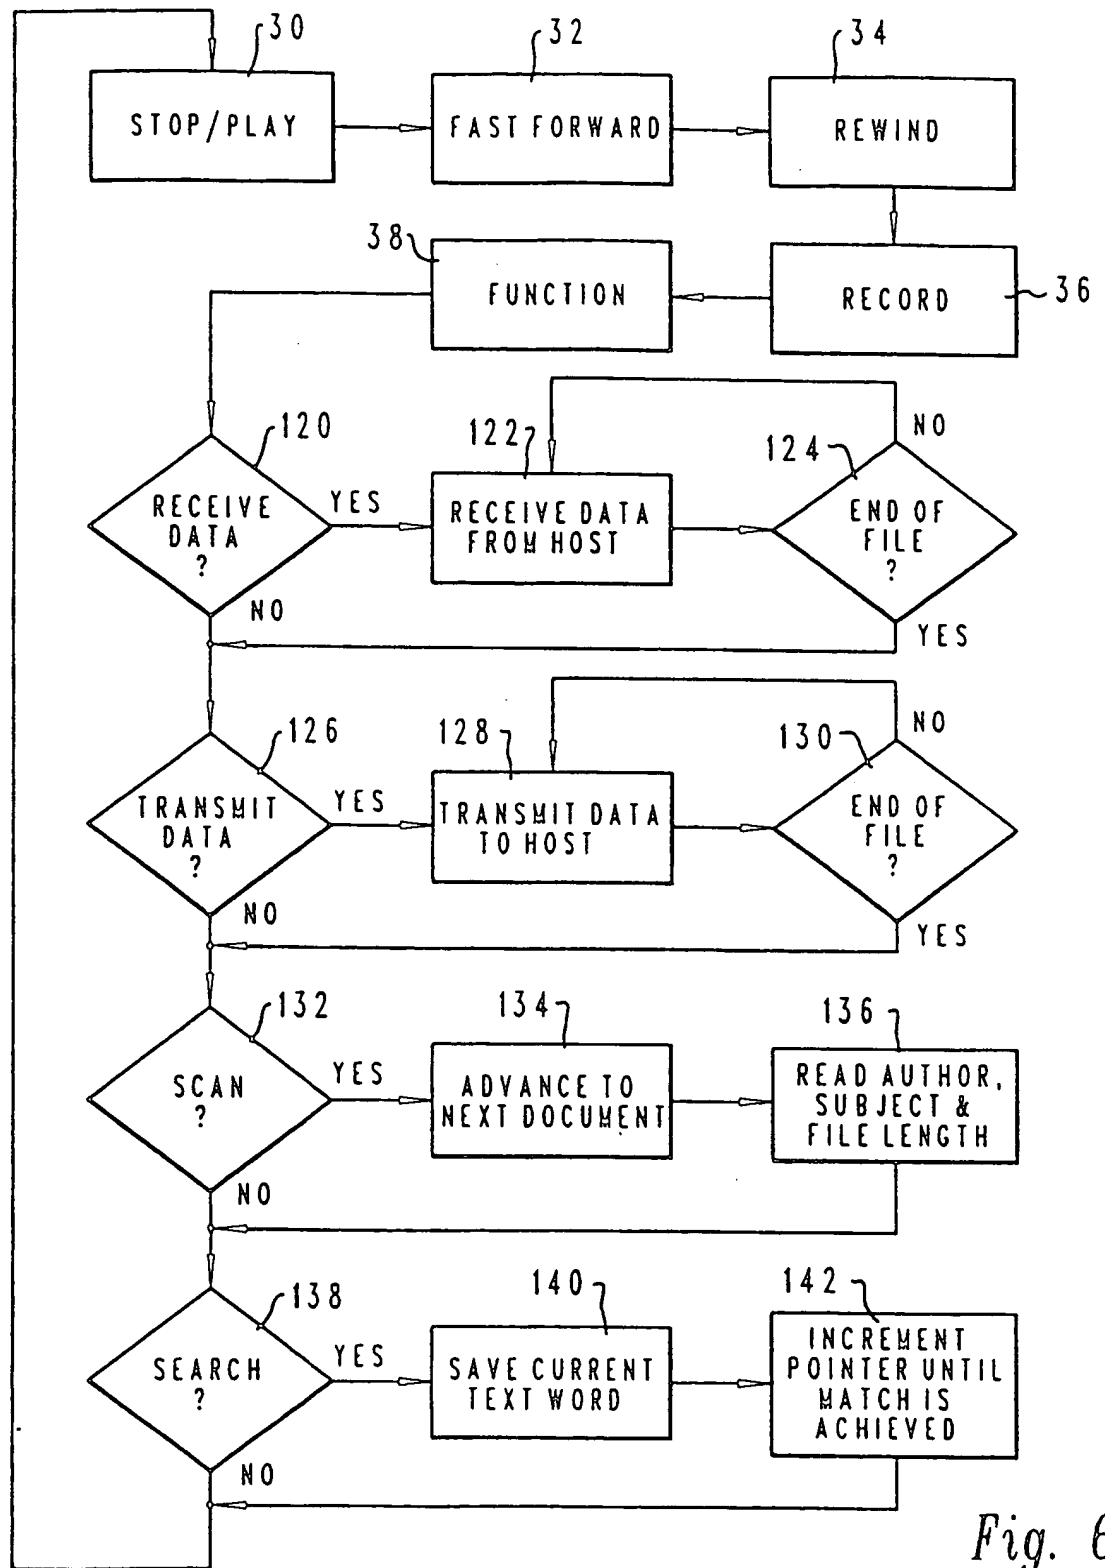 30
STOP/PLAY
32
FAST FORWARD
34
REWIND
38
FUNCTION
RECORD
36
120
RECEIVE
DATA
?
YES
NO
122
RECEIVE DATA
FROM HOST
124
NO
END OF
FILE
?
YES
126
TRANSMIT
DATA
?
YES
NO
128
TRANSMIT DATA
TO HOST
130
NO
END OF
FILE
?
YES
132
SCAN
?
YES
NO
134
ADVANCE TO
NEXT DOCUMENT
136
READ AUTHOR,
SUBJECT &
FILE LENGTH
138
SEARCH
?
YES
NO
140
SAVE CURRENT
TEXT WORD
142
INCREMENT
POINTER UNTIL
MATCH IS
ACHIEVED
Fig. 6